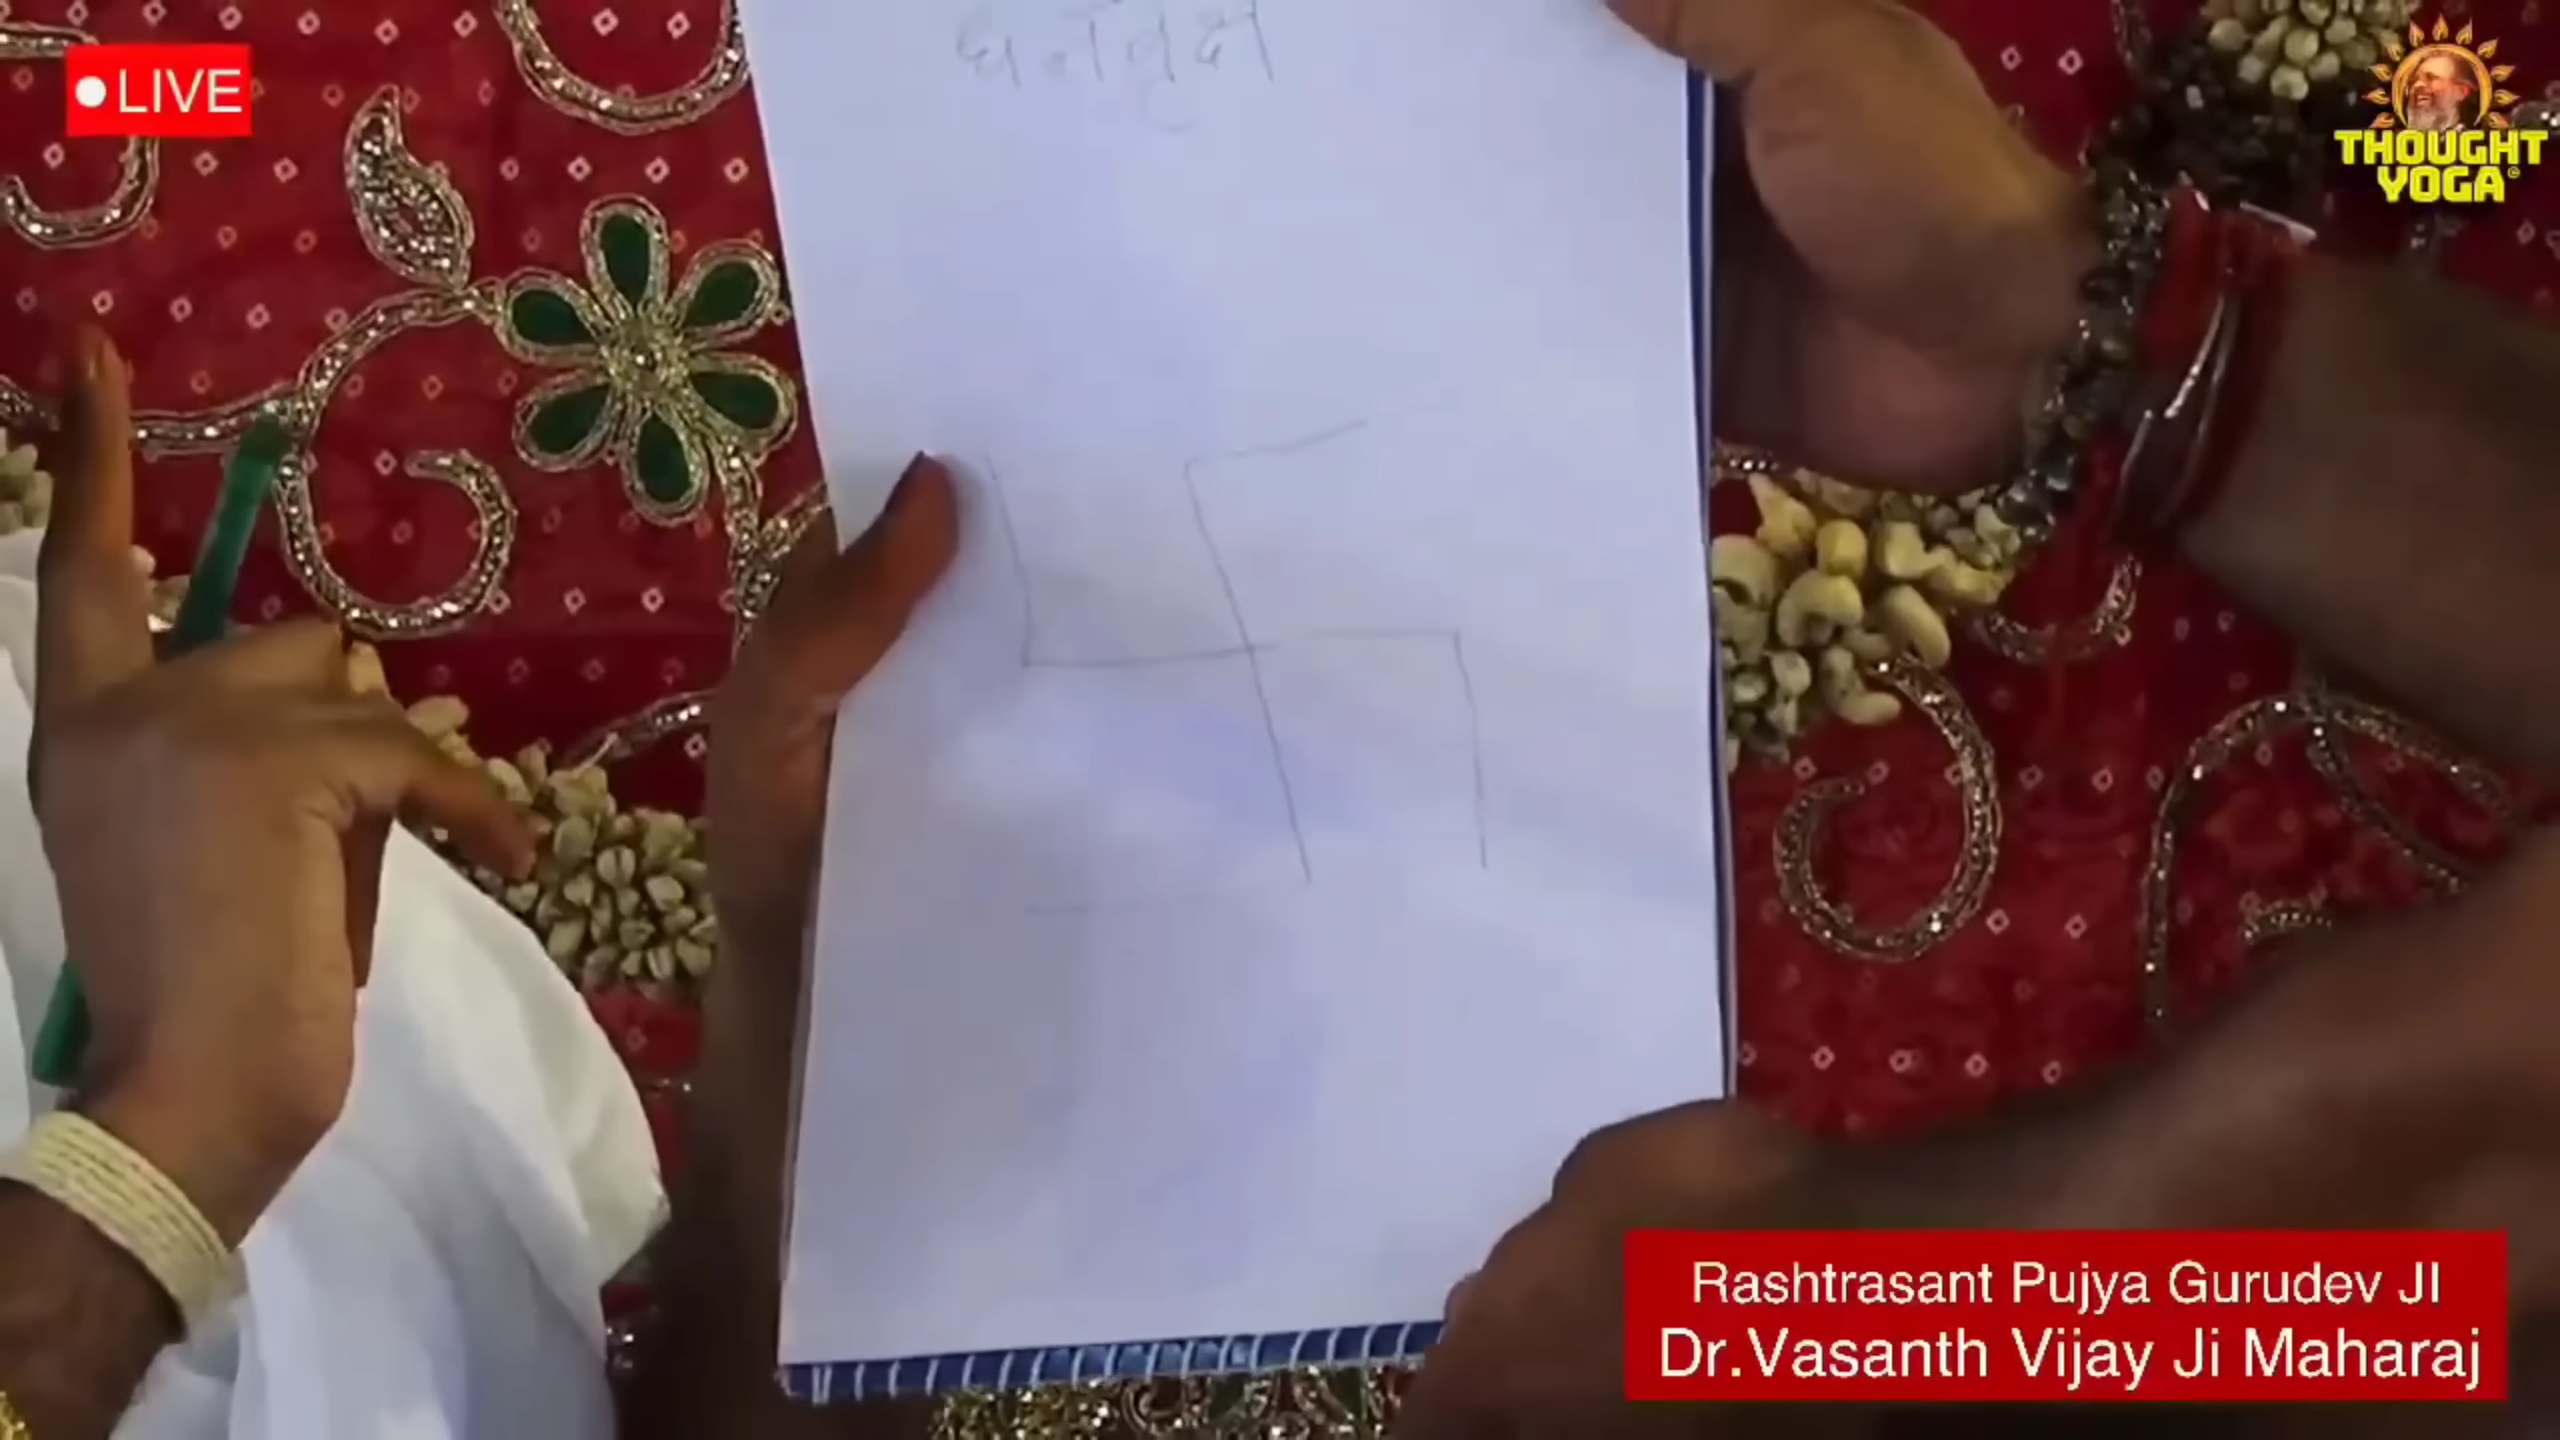 LIVE
THOUGHT
YOGA©
Rashtrasant Pujya Gurudev JI
Dr.Vasanth Vijay Ji Maharaj